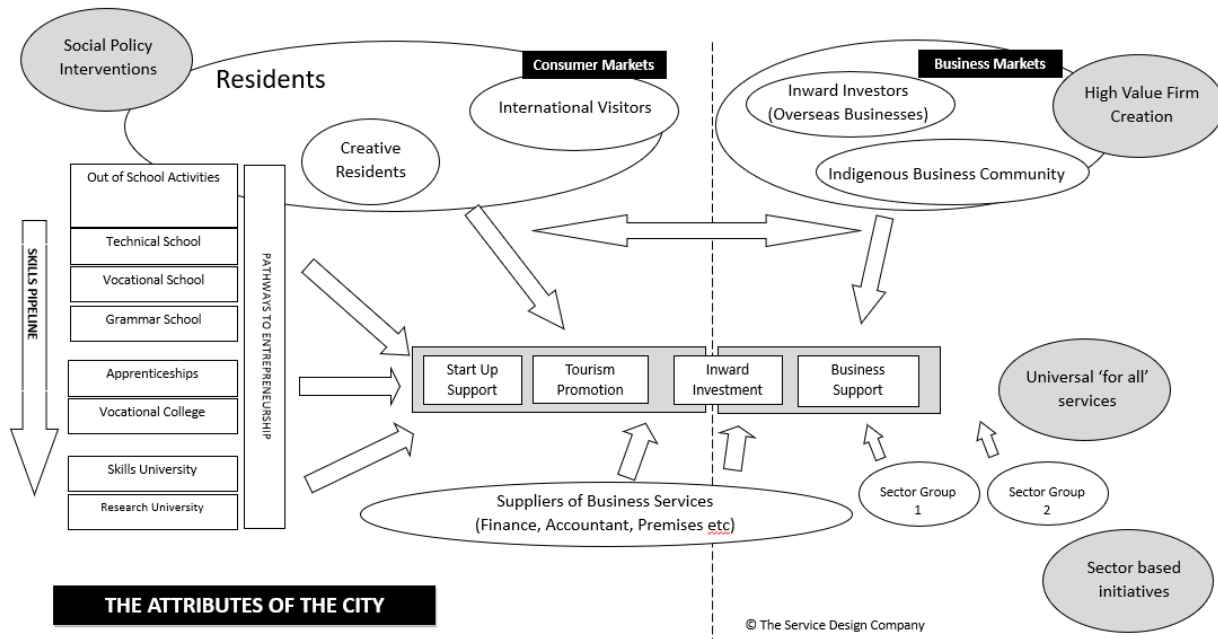 Social Policy
Interventions
Residents
Consumer Markets
International Visitors
Creative
Residents
Business Markets
Inward Investors
(Overseas Businesses)
High Value Firm
Creation
Indigenous Business Community
Out of School Activities
Technical School
Vocational School
Grammar School
Apprenticeships
Vocational College
Skills University
Research University
SKILLS PIPELINE
PATHWAYS TO ENTREPRENEURSHIP
Start Up
Support
Tourism
Promotion
Inward
Investment
Business
Support
Universal ‘for all’
services
Suppliers of Business Services
(Finance, Accountant, Premises etc)
Sector Group
1
Sector Group
2
Sector based
initiatives
THE ATTRIBUTES OF THE CITY
© The Service Design Company